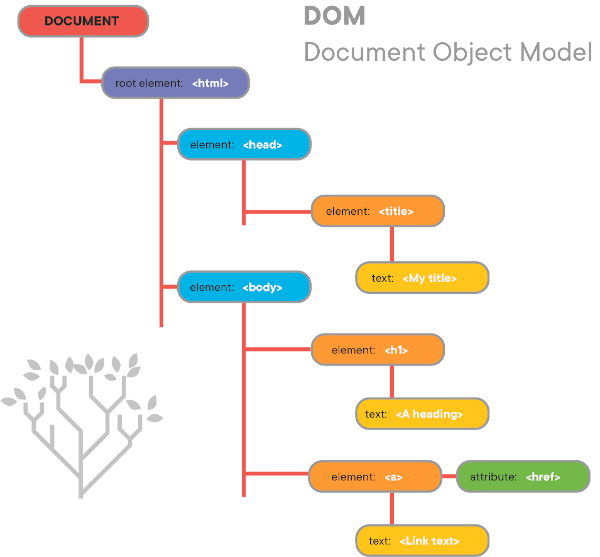 DOM
Document Object Model
DOCUMENT
root element: <html>
element: <head>
element: <title>
text: <My title>
element: <body>
element: <h1>
text: <A heading>
element: <a>
attribute: <href>
text: <Link text>